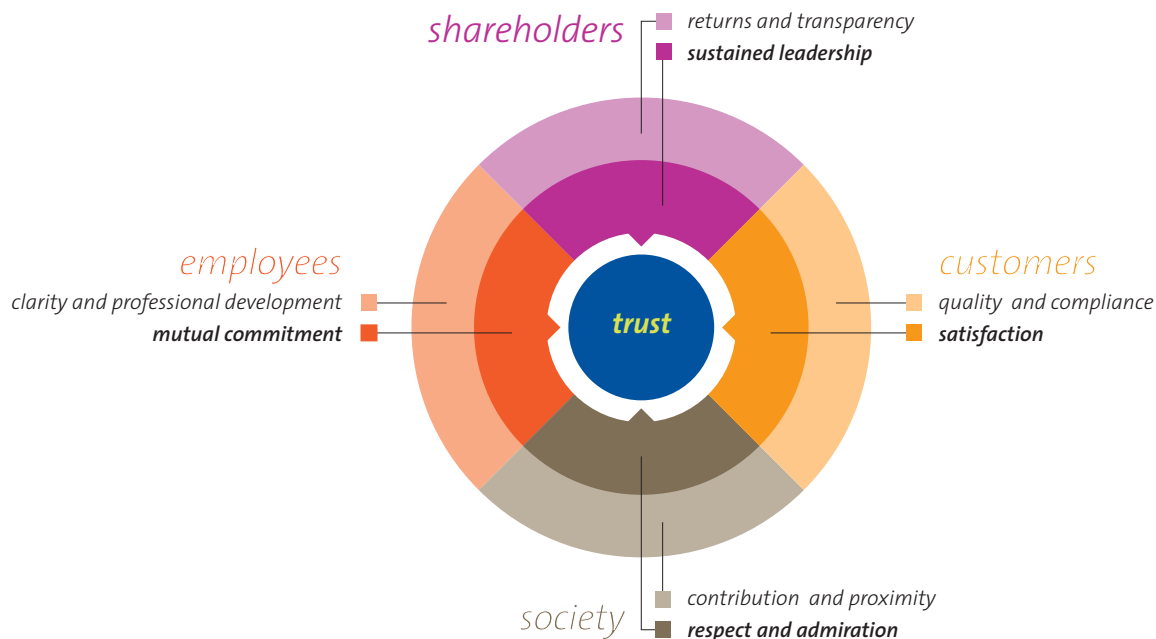 shareholders
returns and transparency
sustained leadership
employees
clarity and professional development
mutual commitment
trust
customers
quality and compliance
satisfaction
society
contribution and proximity
respect and admiration